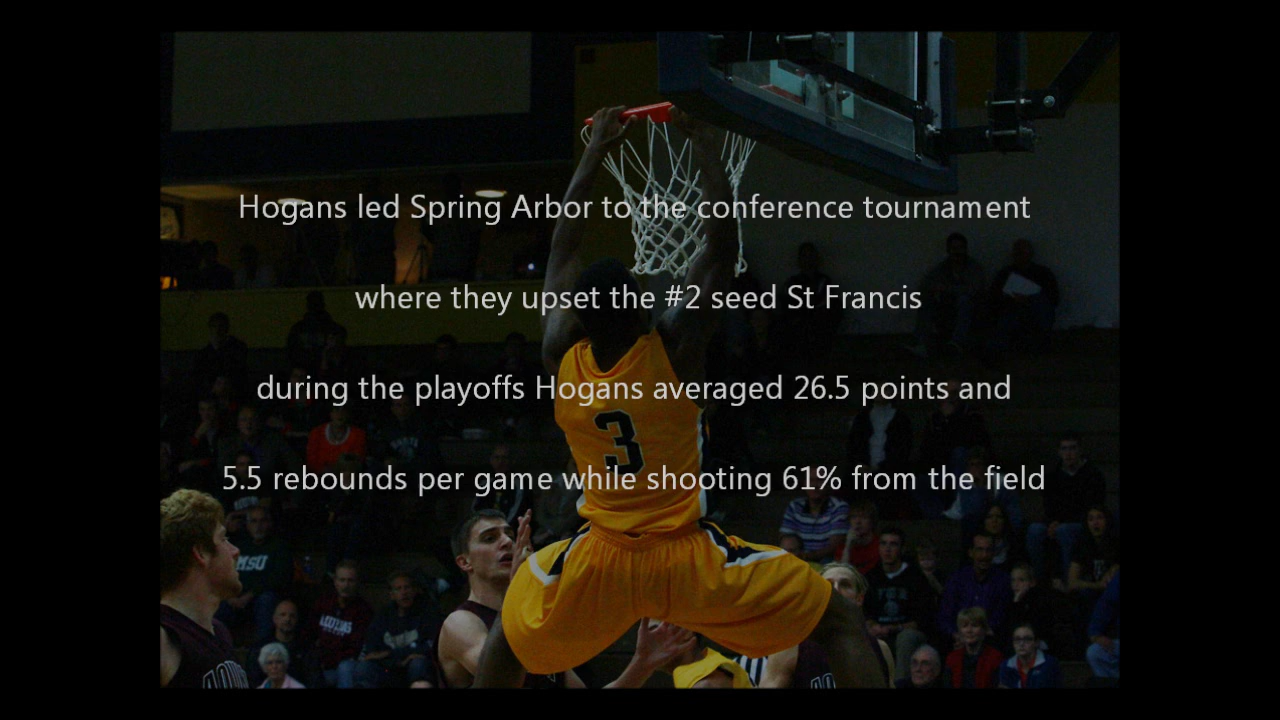 Hogans led Spring Arbor to the conference tournament
where they upset the #2 seed St Francis
during the playoffs Hogans averaged 26.5 points and
5.5 rebounds per game while shooting 61% from the field
3
MSU